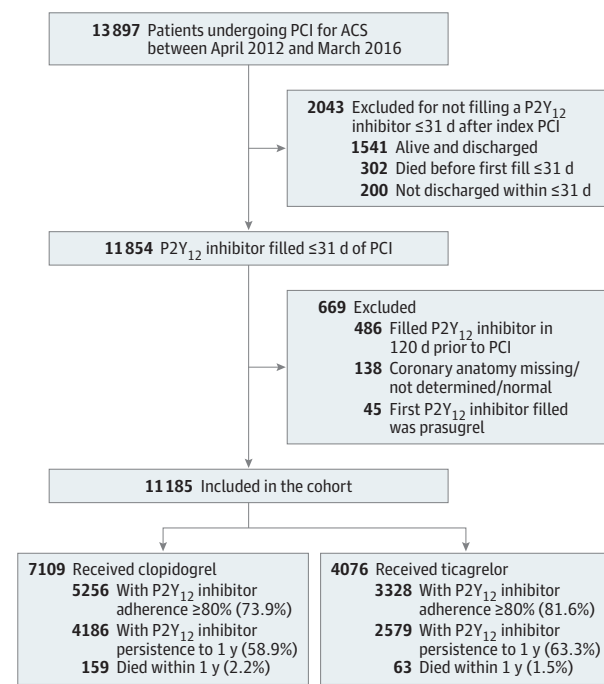 13 897 Patients undergoing PCI for ACS
between April 2012 and March 2016
2043 Excluded for not filling a P2Y12
inhibitor ≤31 d after index PCI
1541 Alive and discharged
302 Died before first fill ≤31 d
200 Not discharged within ≤31 d
11 854 P2Y12 inhibitor filled ≤31 d of PCI
669 Excluded
486 Filled P2Y12 inhibitor in
120 d prior to PCI
138 Coronary anatomy missing/
not determined/normal
45 First P2Y12 inhibitor filled
was prasugrel
11 185 Included in the cohort
7109 Received clopidogrel
5256 With P2Y12 inhibitor
adherence ≥80% (73.9%)
4186 With P2Y12 inhibitor
persistence to 1 y (58.9%)
159 Died within 1 y (2.2%)
4076 Received ticagrelor
3328 With P2Y12 inhibitor
adherence ≥80% (81.6%)
2579 With P2Y12 inhibitor
persistence to 1 y (63.3%)
63 Died within 1 y (1.5%)